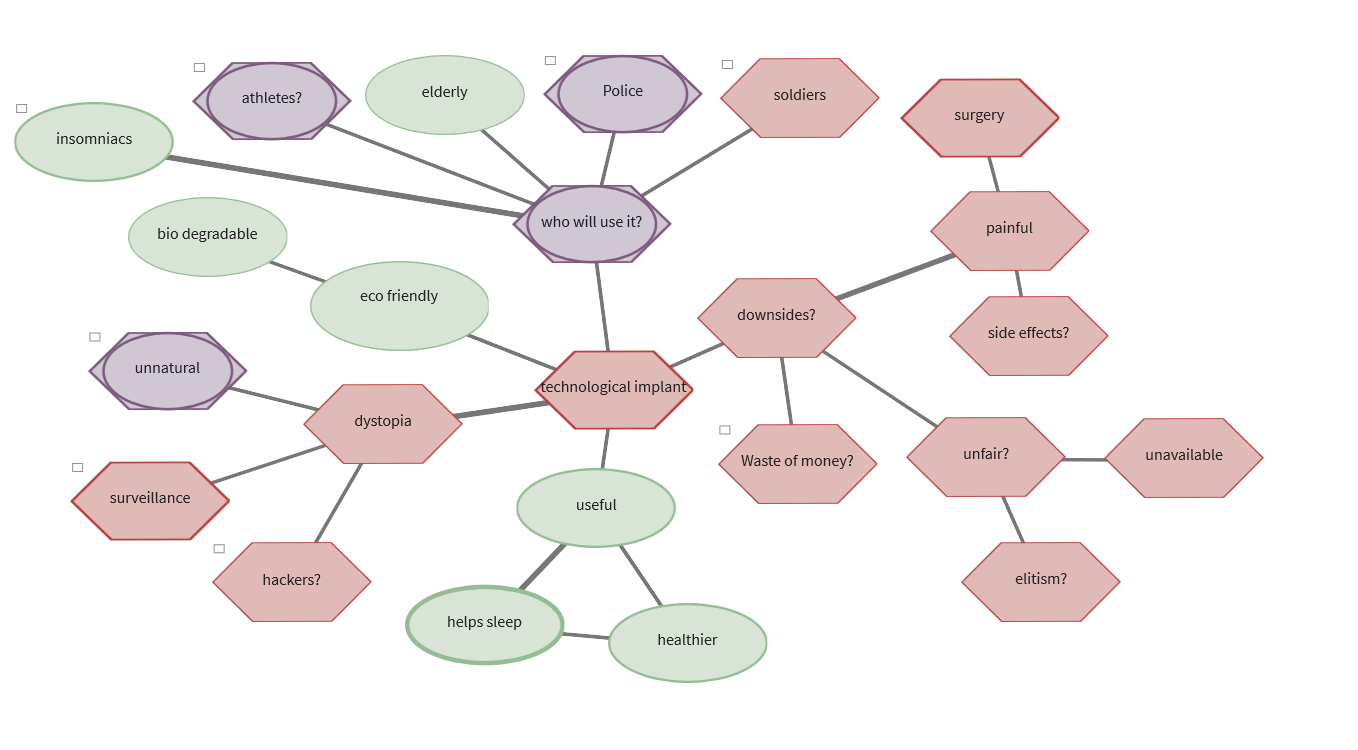 athletes?
elderly
Police
soldiers
surgery
insomniacs
who will use it?
painful
bio degradable
eco friendly
downsides?
side effects?
unnatural
technological implant
dystopia
Waste of money?
unfair?
unavailable
surveillance
useful
hackers?
elitism?
helps sleep
healthier